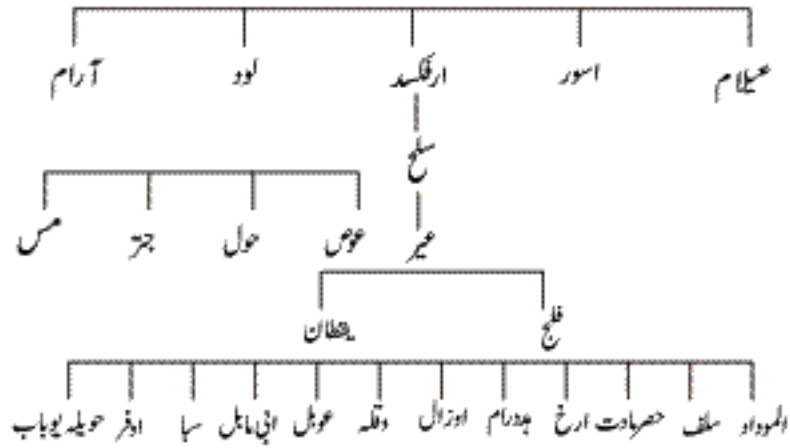 عیلام اسور ارفکسد لود آرام
سلح
عوص حول جتر مس
عبر
فلج یقطان
الموداد سلف حصرمادت ارخ ہدورام اوزال دقلہ عوبل ابی مایل سبا اوفر حویلہ یوباب